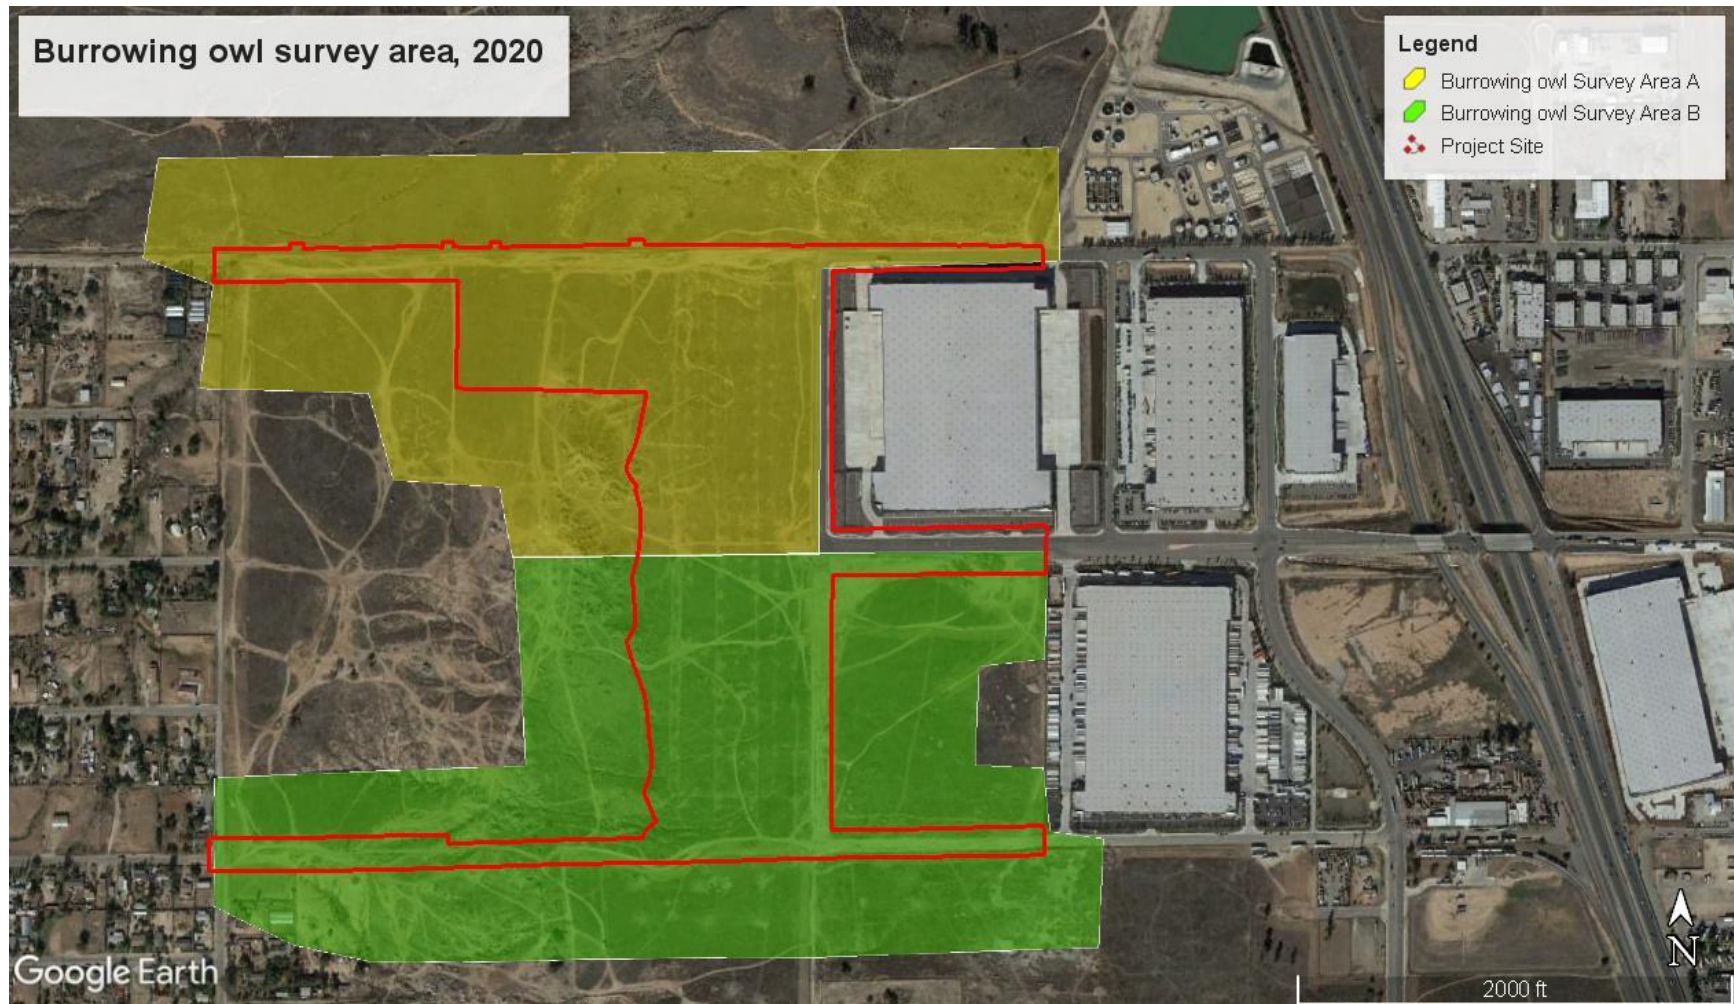 Burrowing owl survey area, 2020
Legend
Burrowing owl Survey Area A
Burrowing owl Survey Area B
Project Site
N
Google Earth
2000 ft